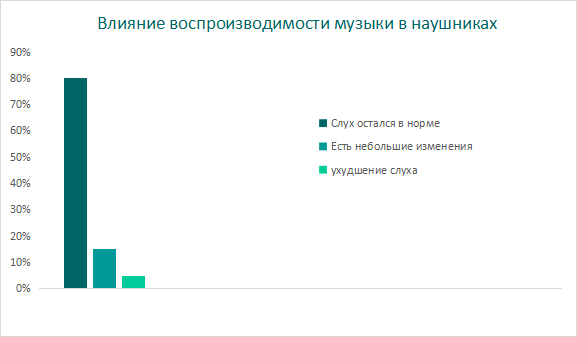 Влияние воспроизводимости музыки в наушниках
90%
80%
70%
60%
50%
40%
30%
20%
10%
0%
Слух остался в норме
Есть небольшие изменения
ухудшение слуха